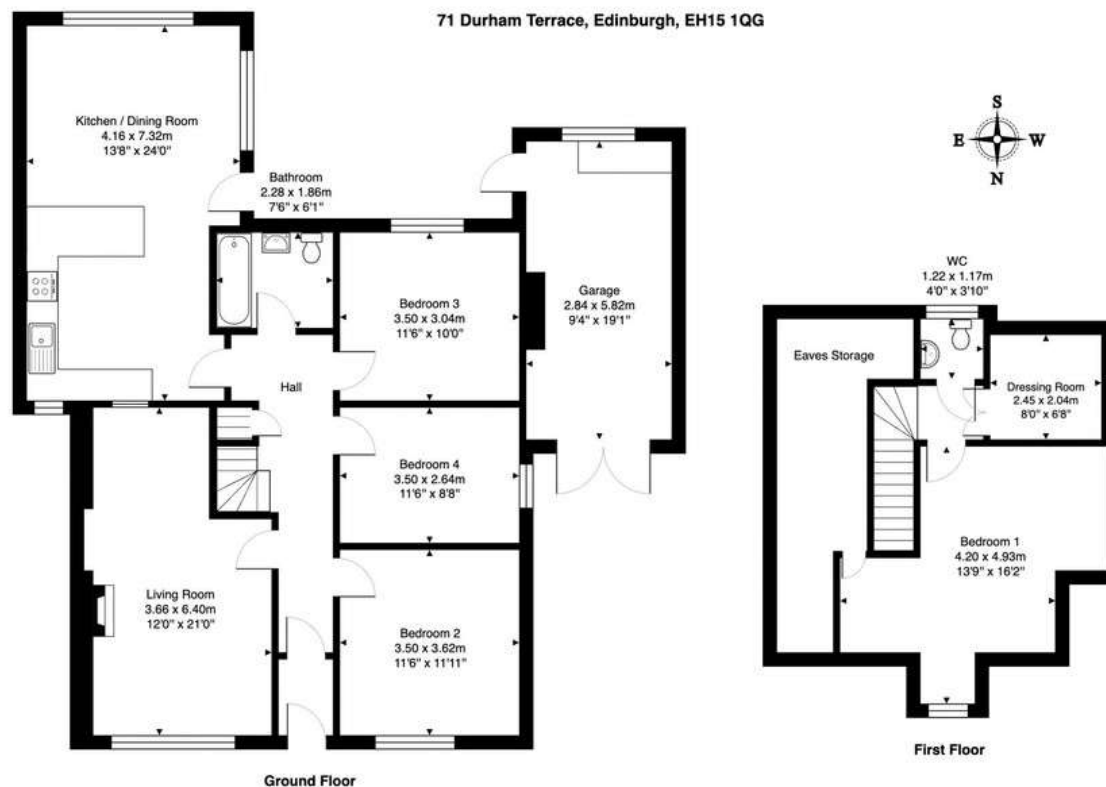 71 Durham Terrace, Edinburgh, EH15 1QG
Kitchen / Dining Room
4.16 x 7.32m
13'8" x 24'0"
Bathroom
2.28 x 1.86m
7'6" x 6'1"
Bedroom 3
3.50 x 3.04m
11'6" x 10'0"
Garage
2.84 x 5.82m
9'4" x 19'1"
Hall
Bedroom 4
3.50 x 2.64m
11'6" x 8'8"
Living Room
3.66 x 6.40m
12'0" x 21'0"
Bedroom 2
3.50 x 3.62m
11'6" x 11'11"
Ground Floor
S
E W
N
WC
1.22 x 1.17m
4'0" x 3'10"
Eaves Storage
Dressing Room
2.45 x 2.04m
8'0" x 6'8"
Bedroom 1
4.20 x 4.93m
13'9" x 16'2"
First Floor